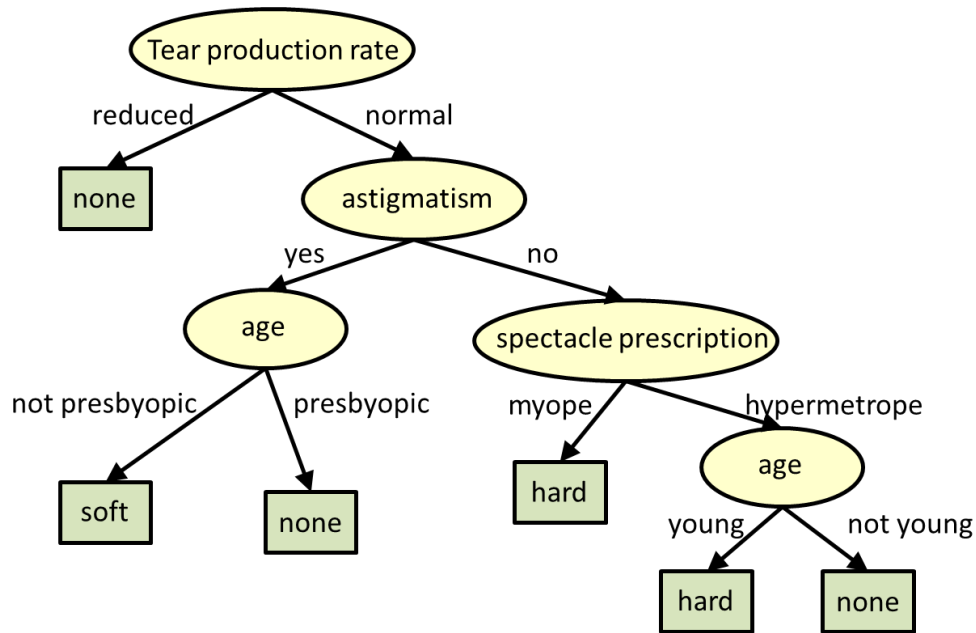 Tear production rate
reduced
normal
none
astigmatism
yes
no
age
spectacle prescription
not presbyopic
presbyopic
myope
hypermetrope
age
soft
none
hard
young
not young
hard
none